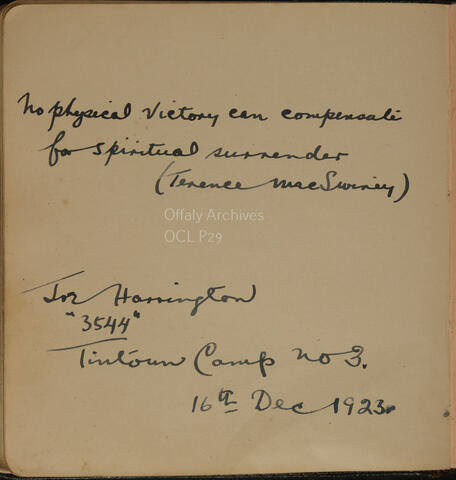 No physical Victory can compensate
for spiritual surrender
(Terence MacSwiney)
Offaly Archives
OCL P29
Joe Harrington
"3544"
Tintown Camp No 3.
16th Dec 1923.